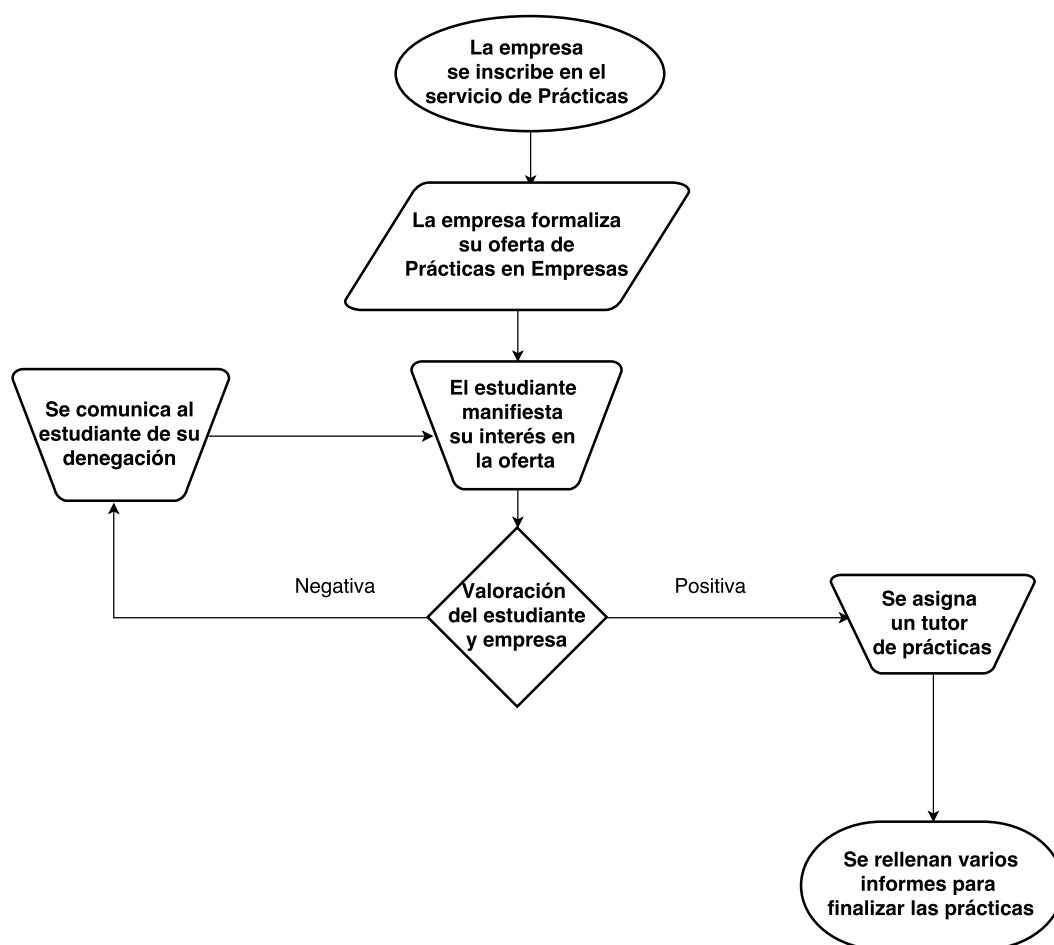 La empresa
se inscribe en el
servicio de Prácticas
La empresa formaliza
su oferta de
Prácticas en Empresas
El estudiante
manifiesta
su interés en
la oferta
Se comunica al
estudiante de su
denegación
Negativa
Valoración
del estudiante
y empresa
Positiva
Se asigna
un tutor
de prácticas
Se rellenan varios
informes para
finalizar las prácticas